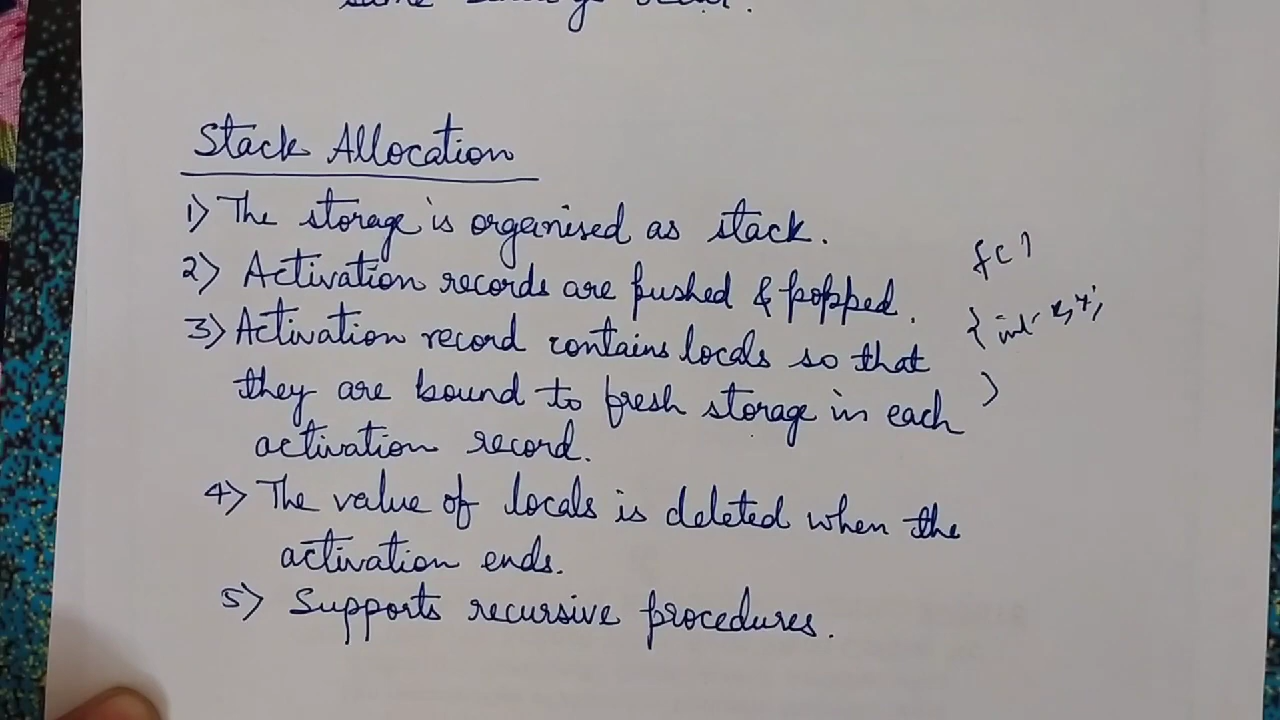 Stack Allocation
1) The storage is organised as stack.
2) Activation records are pushed & popped.
3) Activation record contains locals so that
they are bound to fresh storage in each
activation record.
4) The value of locals is deleted when the
activation ends.
5) Supports recursive procedures.
f( )
{ int x, y;
}